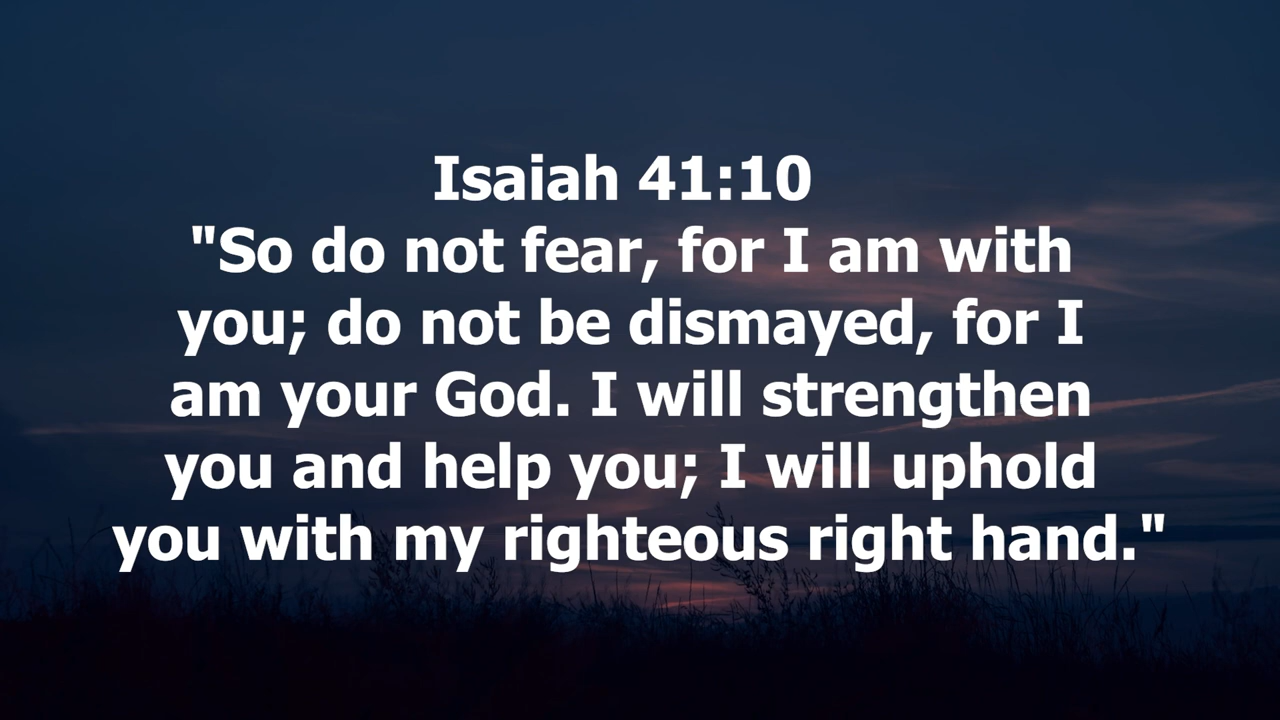 Isaiah 41:10
"So do not fear, for I am with
you; do not be dismayed, for I
am your God. I will strengthen
you and help you; I will uphold
you with my righteous right hand."